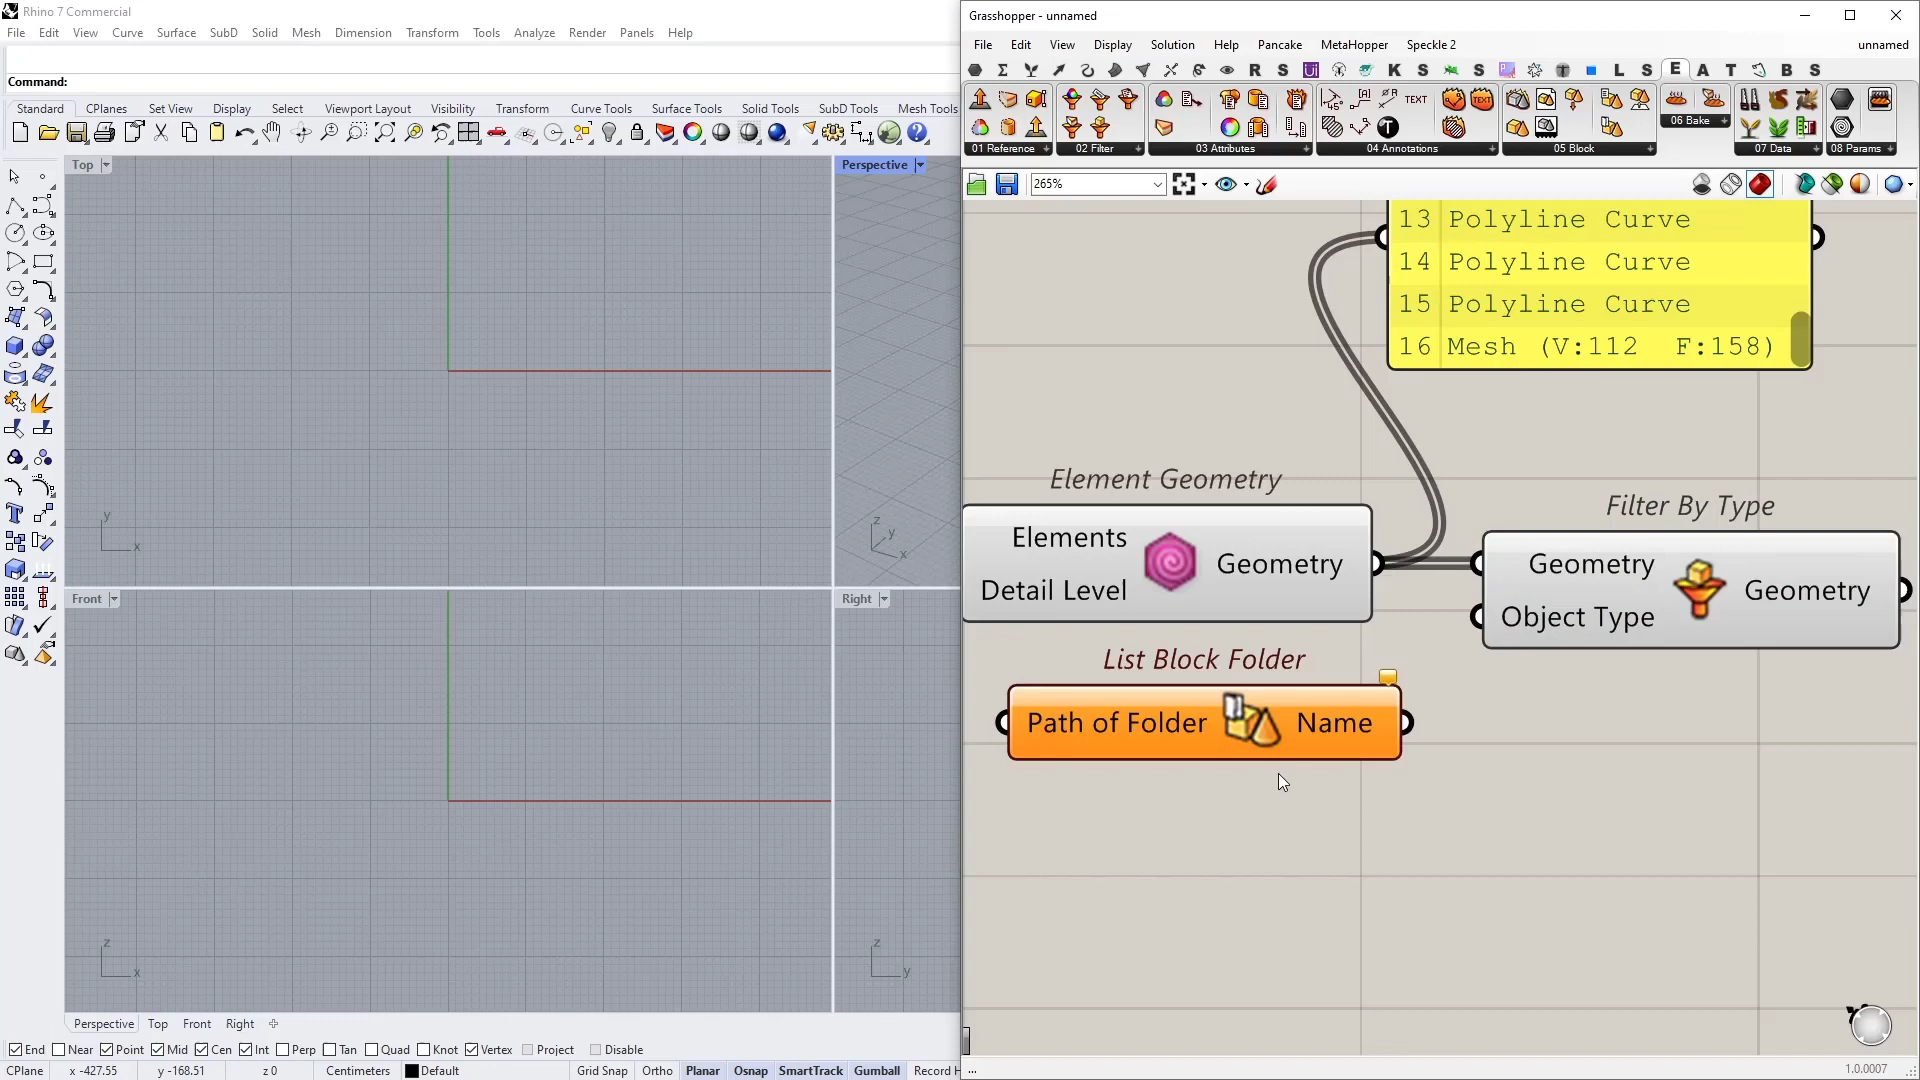 Rhino 7 Commercial
File Edit View Curve Surface SubD Solid Mesh Dimension Transform Tools Analyze Render Panels Help
Command:
Standard CPlanes Set View Display Select Viewport Layout Visibility Transform Curve Tools Surface Tools Solid Tools SubD Tools Mesh Tools
Top
Perspective
y
x
z
y
x
Front
Right
z
x
z
y
Perspective Top Front Right
End Near Point Mid Cen Int Perp Tan Quad Knot Vertex Project Disable
CPlane x -427.55 y -168.51 z 0 Centimeters Default Grid Snap Ortho Planar Osnap SmartTrack Gumball Record H
Grasshopper - unnamed
File Edit View Display Solution Help Pancake MetaHopper Speckle 2 unnamed
R S Ui K S S L S E A T B S
TEXT TEXT T
01 Reference 02 Filter 03 Attributes 04 Annotations 05 Block 06 Bake 07 Data 08 Params
265%
13 Polyline Curve
14 Polyline Curve
15 Polyline Curve
16 Mesh (V:112 F:158)
Element Geometry
Elements
Detail Level
Geometry
Filter By Type
Geometry
Object Type
Geometry
List Block Folder
Path of Folder Name
...
1.0.0007